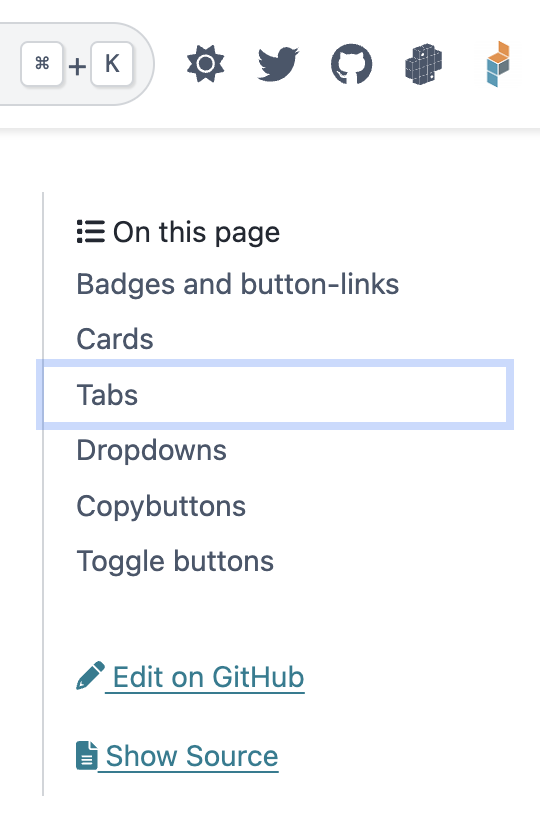 ⌘ + K
On this page
Badges and button-links
Cards
Tabs
Dropdowns
Copybuttons
Toggle buttons
Edit on GitHub
Show Source